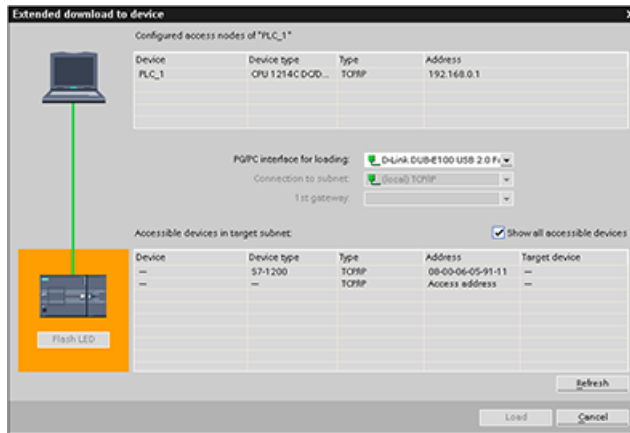 Extended download to device
Configured access nodes of "PLC_1"
Device Device type Type Address
PLC_1 CPU 1214C DC/D... TCP/IP 192.168.0.1
PG/PC interface for loading: D-Link DUB-E100 USB 2.0 Fa
Connection to subnet: (local) TCP/IP
1st gateway:
Accessible devices in target subnet: Show all accessible devices
Device Device type Type Address Target device
— S7-1200 TCP/IP 08-00-06-05-91-11 —
— — TCP/IP Access address —
Flash LED
Refresh
Load Cancel